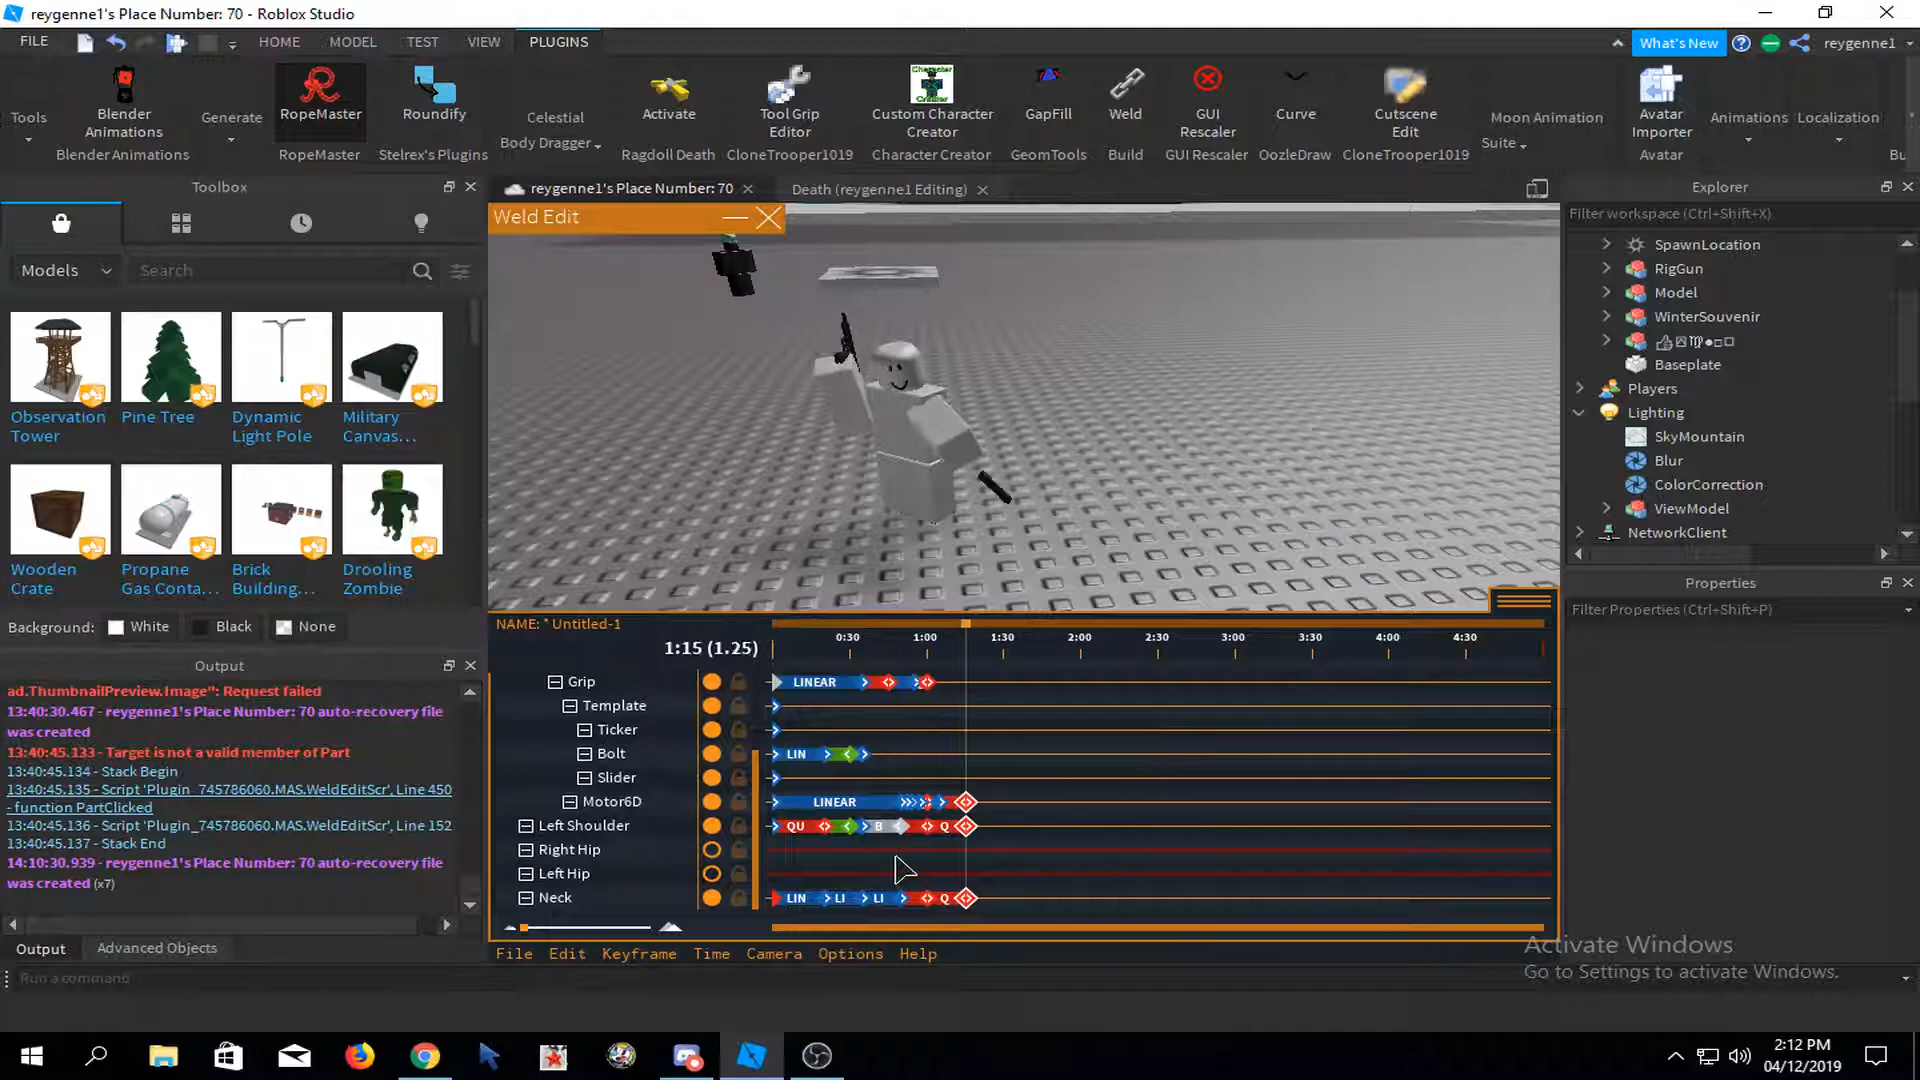 reygenne1's Place Number: 70 - Roblox Studio
FILE
HOME
MODEL
TEST
VIEW
PLUGINS
What's New
reygenne1
Tools
Blender
Animations
Generate
RopeMaster
Roundify
Celestial
Body Dragger
Activate
Tool Grip
Editor
Custom Character
Creator
GapFill
Weld
GUI
Rescaler
Curve
Cutscene
Edit
Moon Animation
Suite
Avatar
Importer
Animations
Localization
Blender Animations
RopeMaster
Stelrex's Plugins
Ragdoll Death
CloneTrooper1019
Character Creator
GeomTools
Build
GUI Rescaler
OozleDraw
CloneTrooper1019
Avatar
Bu
Toolbox
reygenne1's Place Number: 70
Death (reygenne1 Editing)
Explorer
Weld Edit
Filter workspace (Ctrl+Shift+X)
Models
Search
Observation
Tower
Pine Tree
Dynamic
Light Pole
Military
Canvas...
Wooden
Crate
Propane
Gas Conta...
Brick
Building...
Drooling
Zombie
Background:
White
Black
None
SpawnLocation
RigGun
Model
WinterSouvenir
Baseplate
Players
Lighting
SkyMountain
Blur
ColorCorrection
ViewModel
NetworkClient
Properties
Filter Properties (Ctrl+Shift+P)
Output
ad.ThumbnailPreview.Image": Request failed
13:40:30.467 - reygenne1's Place Number: 70 auto-recovery file
was created
13:40:45.133 - Target is not a valid member of Part
13:40:45.134 - Stack Begin
13:40:45.135 - Script 'Plugin_745786060.MAS.WeldEditScr', Line 450
- function PartClicked
13:40:45.136 - Script 'Plugin_745786060.MAS.WeldEditScr', Line 152
13:40:45.137 - Stack End
14:10:30.939 - reygenne1's Place Number: 70 auto-recovery file
was created (x7)
Output
Advanced Objects
Run a command
NAME: * Untitled-1
1:15 (1.25)
0:30
1:00
1:30
2:00
2:30
3:00
3:30
4:00
4:30
Grip
LINEAR
Template
Ticker
Bolt
LIN
Slider
Motor6D
LINEAR
Left Shoulder
QU
B
Q
Right Hip
Left Hip
Neck
LIN
LI
LI
Q
File
Edit
Keyframe
Time
Camera
Options
Help
Activate Windows
Go to Settings to activate Windows.
2:12 PM
04/12/2019